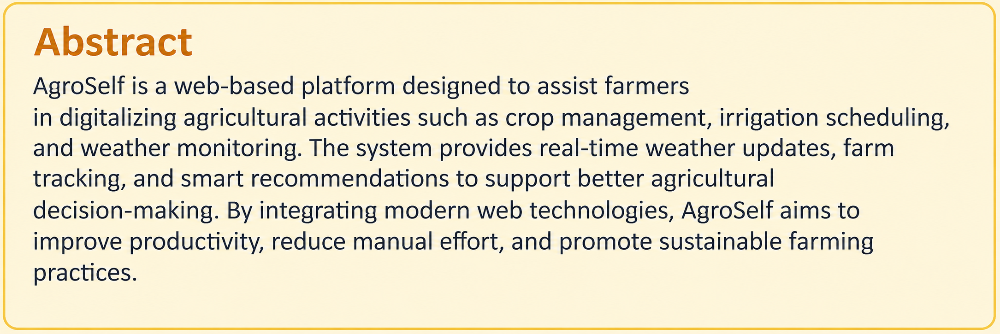 Abstract
AgroSelf is a web-based platform designed to assist farmers
in digitalizing agricultural activities such as crop management, irrigation scheduling,
and weather monitoring. The system provides real-time weather updates, farm
tracking, and smart recommendations to support better agricultural
decision-making. By integrating modern web technologies, AgroSelf aims to
improve productivity, reduce manual effort, and promote sustainable farming
practices.